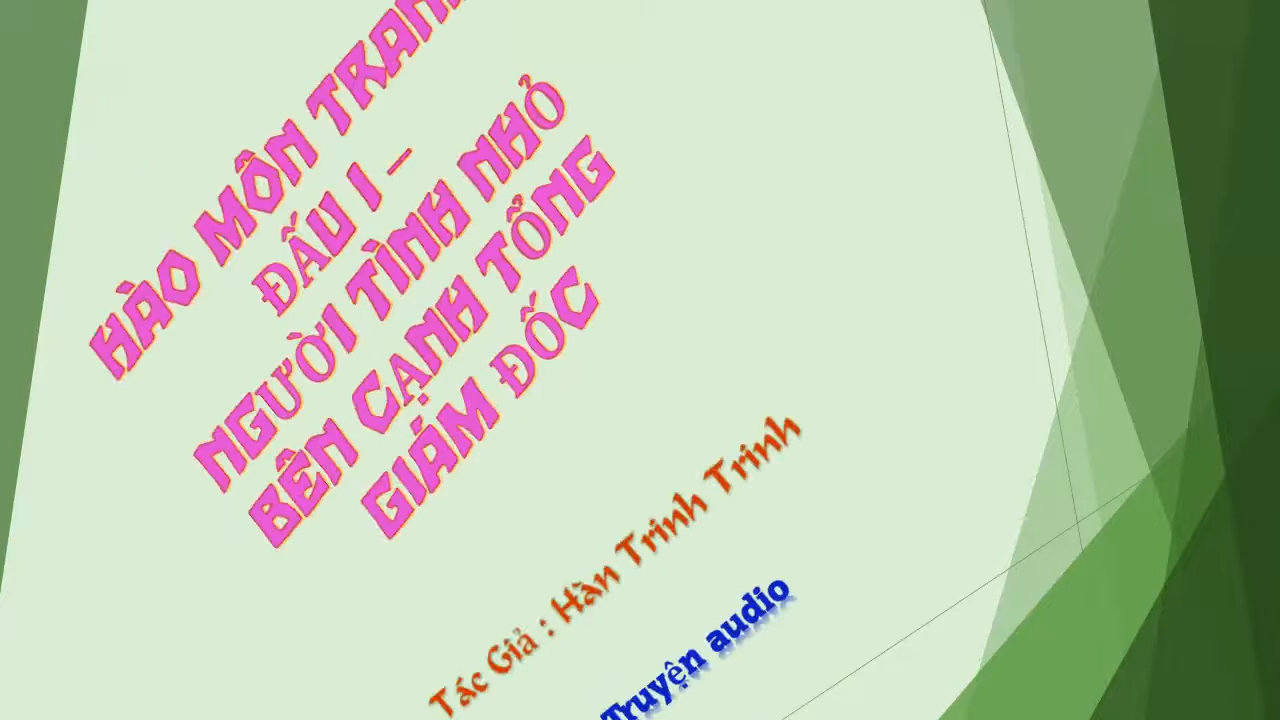 HÀO MÔN TRANH
ĐẤU I –
NGƯỜI TÌNH NHỎ
BÊN CẠNH TỔNG
GIÁM ĐỐC
Tác Giả : Hàn Trinh Trinh
Truyện audio